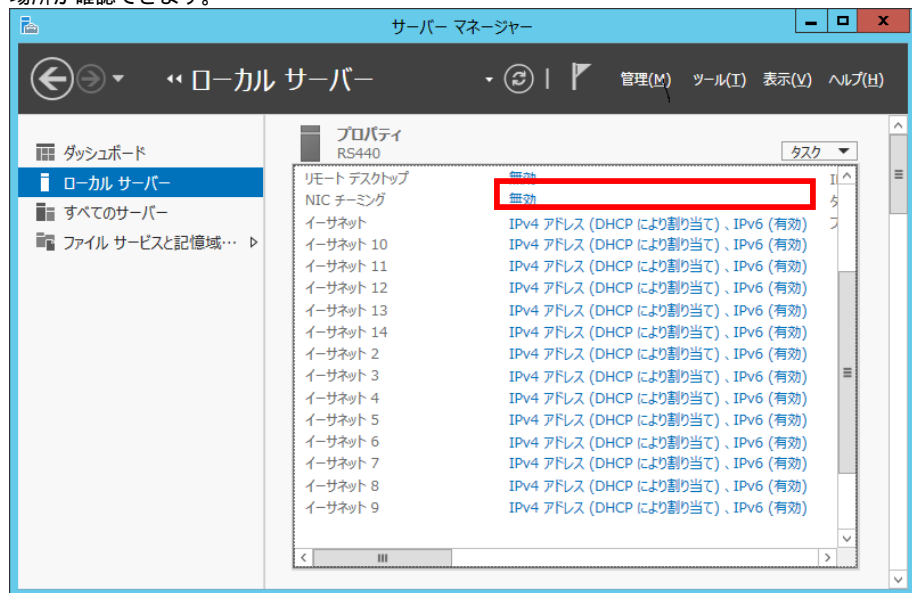 場所が確認できます。
サーバー マネージャー
ローカル サーバー
管理(M) ツール(T) 表示(V) ヘルプ(H)
ダッシュボード
ローカル サーバー
すべてのサーバー
ファイル サービスと記憶域…
プロパティ
RS440
タスク
リモート デスクトップ 無効
NIC チーミング 無効
イーサネット IPv4 アドレス (DHCP により割り当て)、IPv6 (有効)
イーサネット 10 IPv4 アドレス (DHCP により割り当て)、IPv6 (有効)
イーサネット 11 IPv4 アドレス (DHCP により割り当て)、IPv6 (有効)
イーサネット 12 IPv4 アドレス (DHCP により割り当て)、IPv6 (有効)
イーサネット 13 IPv4 アドレス (DHCP により割り当て)、IPv6 (有効)
イーサネット 14 IPv4 アドレス (DHCP により割り当て)、IPv6 (有効)
イーサネット 2 IPv4 アドレス (DHCP により割り当て)、IPv6 (有効)
イーサネット 3 IPv4 アドレス (DHCP により割り当て)、IPv6 (有効)
イーサネット 4 IPv4 アドレス (DHCP により割り当て)、IPv6 (有効)
イーサネット 5 IPv4 アドレス (DHCP により割り当て)、IPv6 (有効)
イーサネット 6 IPv4 アドレス (DHCP により割り当て)、IPv6 (有効)
イーサネット 7 IPv4 アドレス (DHCP により割り当て)、IPv6 (有効)
イーサネット 8 IPv4 アドレス (DHCP により割り当て)、IPv6 (有効)
イーサネット 9 IPv4 アドレス (DHCP により割り当て)、IPv6 (有効)